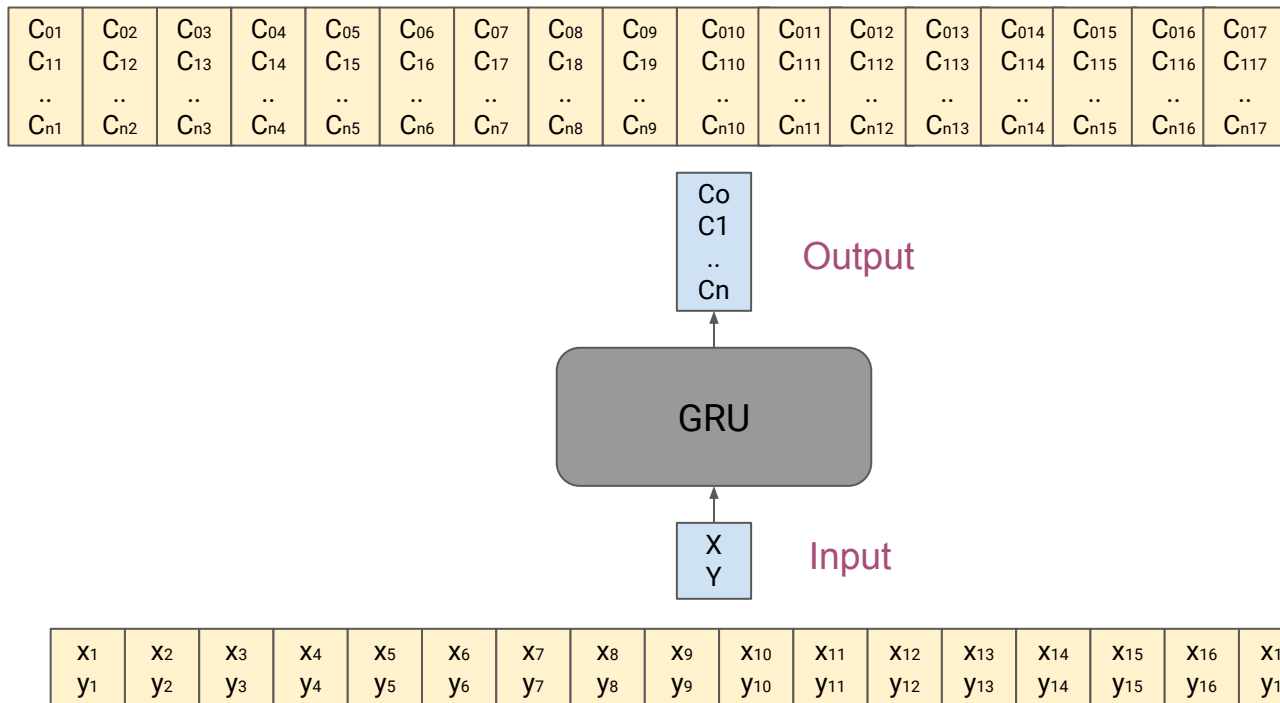 C01 C02 C03 C04 C05 C06 C07 C08 C09 C010 C011 C012 C013 C014 C015 C016 C017
C11 C12 C13 C14 C15 C16 C17 C18 C19 C110 C111 C112 C113 C114 C115 C116 C117
.. .. .. .. .. .. .. .. .. .. .. .. .. .. .. .. ..
Cn1 Cn2 Cn3 Cn4 Cn5 Cn6 Cn7 Cn8 Cn9 Cn10 Cn11 Cn12 Cn13 Cn14 Cn15 Cn16 Cn17
Co
C1
..
Cn
Output
GRU
X
Y
Input
x1 x2 x3 x4 x5 x6 x7 x8 x9 x10 x11 x12 x13 x14 x15 x16
y1 y2 y3 y4 y5 y6 y7 y8 y9 y10 y11 y12 y13 y14 y15 y16